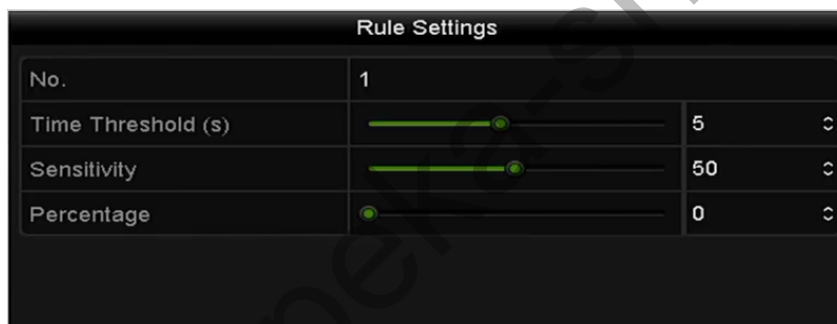 Rule Settings
No. 1
Time Threshold (s) 5
Sensitivity 50
Percentage 0